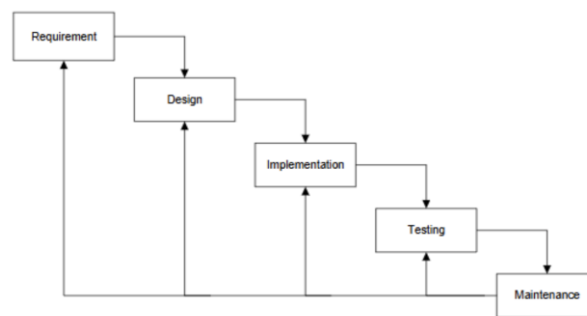 Requirement
Design
Implementation
Testing
Maintenance